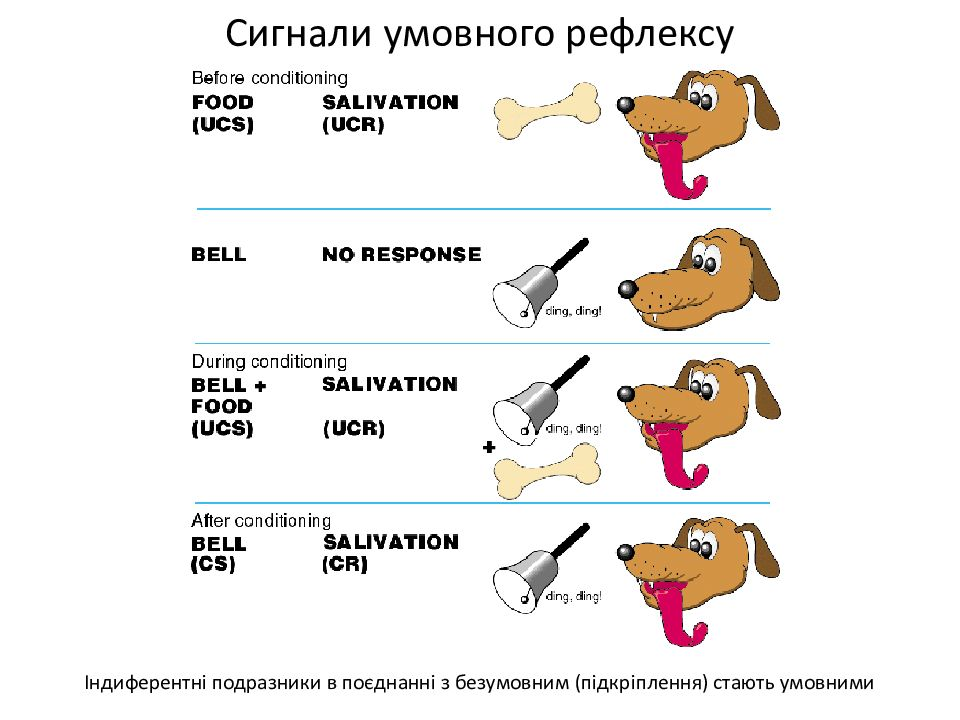 Сигнали умовного рефлексу
Before conditioning
FOOD SALIVATION
(UCS) (UCR)
BELL NO RESPONSE
ding, ding!
During conditioning
BELL + SALIVATION
FOOD
(UCS) (UCR)
ding, ding!
+
After conditioning
BELL SALIVATION
(CS) (CR)
ding, ding!
Індиферентні подразники в поєднанні з безумовним (підкріплення) стають умовними